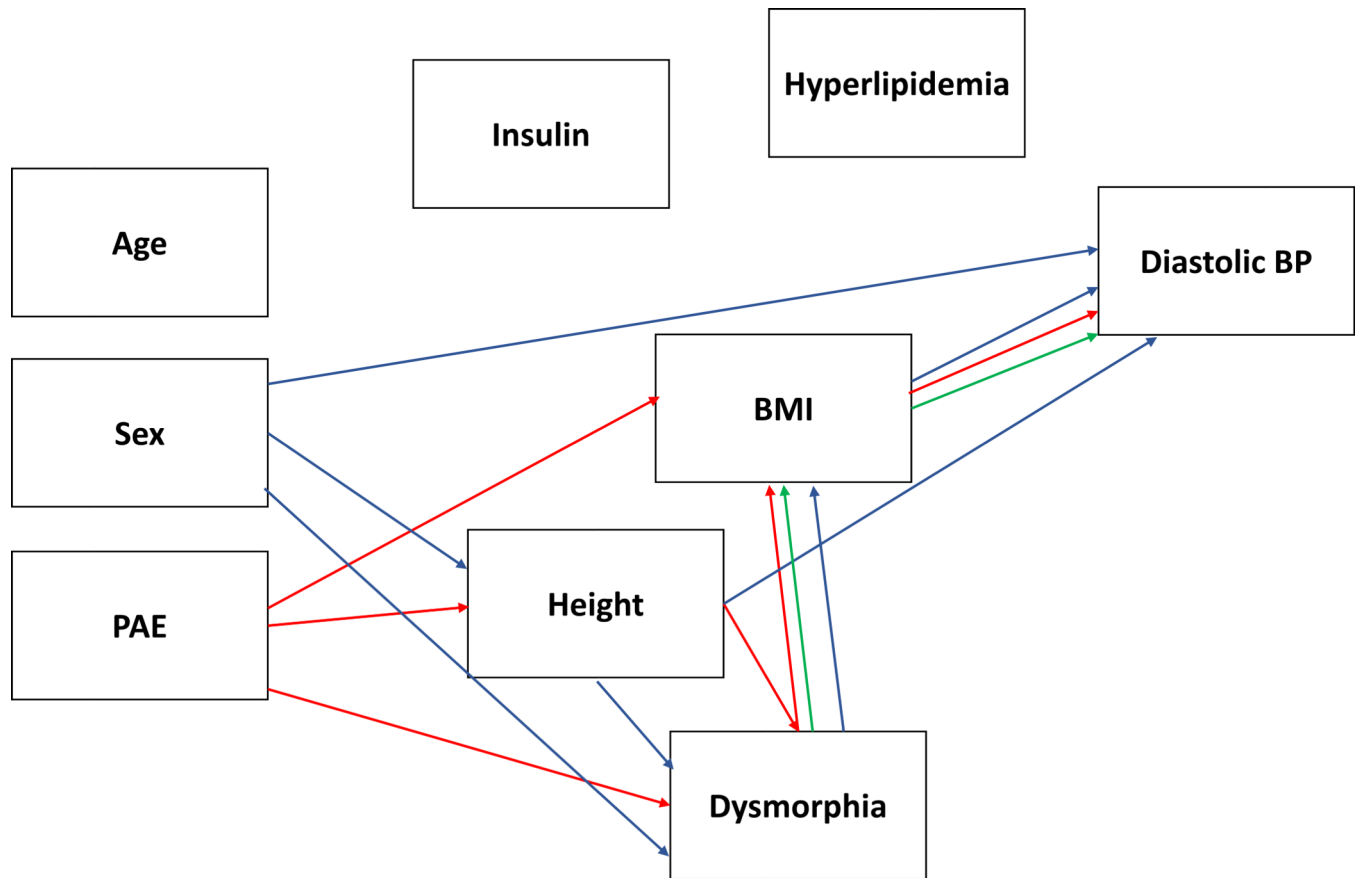 Hyperlipidemia
Insulin
Age
Diastolic BP
Sex
BMI
PAE
Height
Dysmorphia